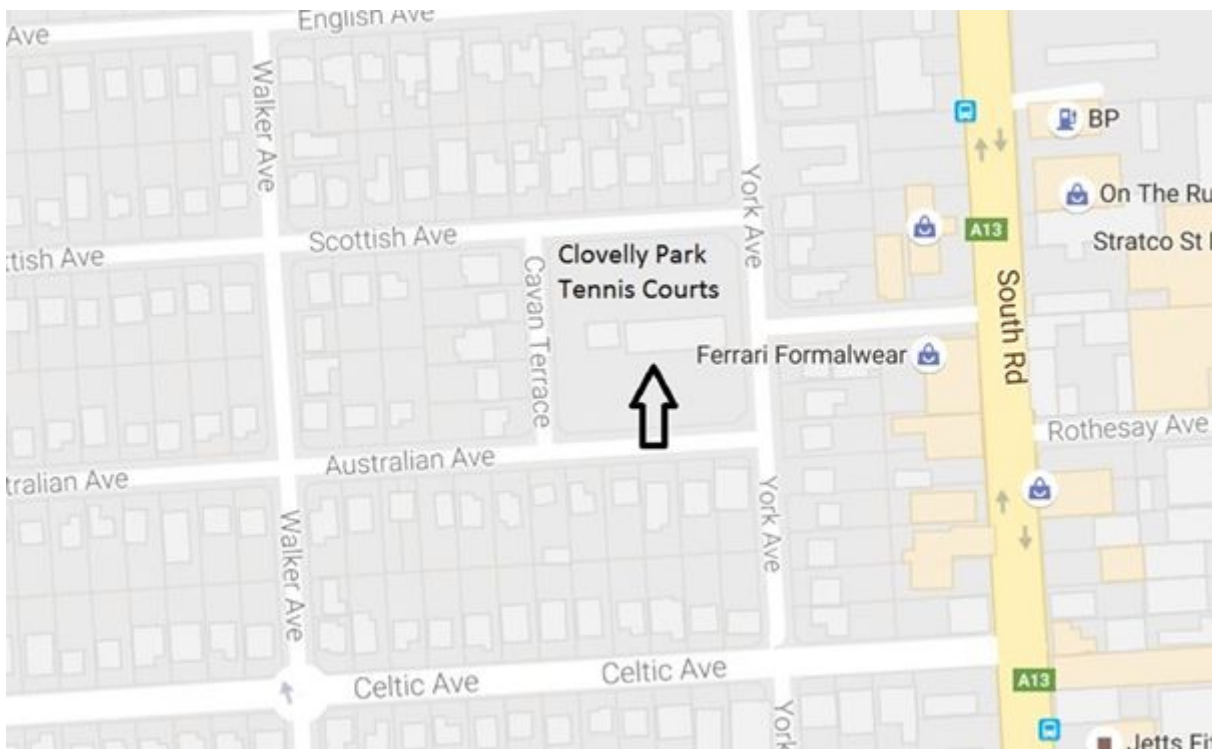 English Ave
Ave
Walker Ave
BP
York Ave
On The Ru
A13
Scottish Ave
Stratco St
ttish Ave
Clovelly Park
Tennis Courts
Cavan Terrace
South Rd
Ferrari Formalwear
Rothesay Ave
Australian Ave
tralian Ave
York Ave
Walker Ave
Celtic Ave
Celtic Ave
A13
York
Jetts Fi